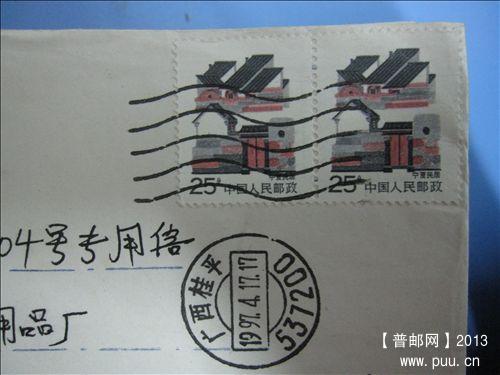 宁夏民居
25分 中国人民邮政
宁夏民居
25分 中国人民邮政
04号专用信
用品厂
广西桂平
1997.4.17.17
537200
【普邮网】2013
www.puu.cn